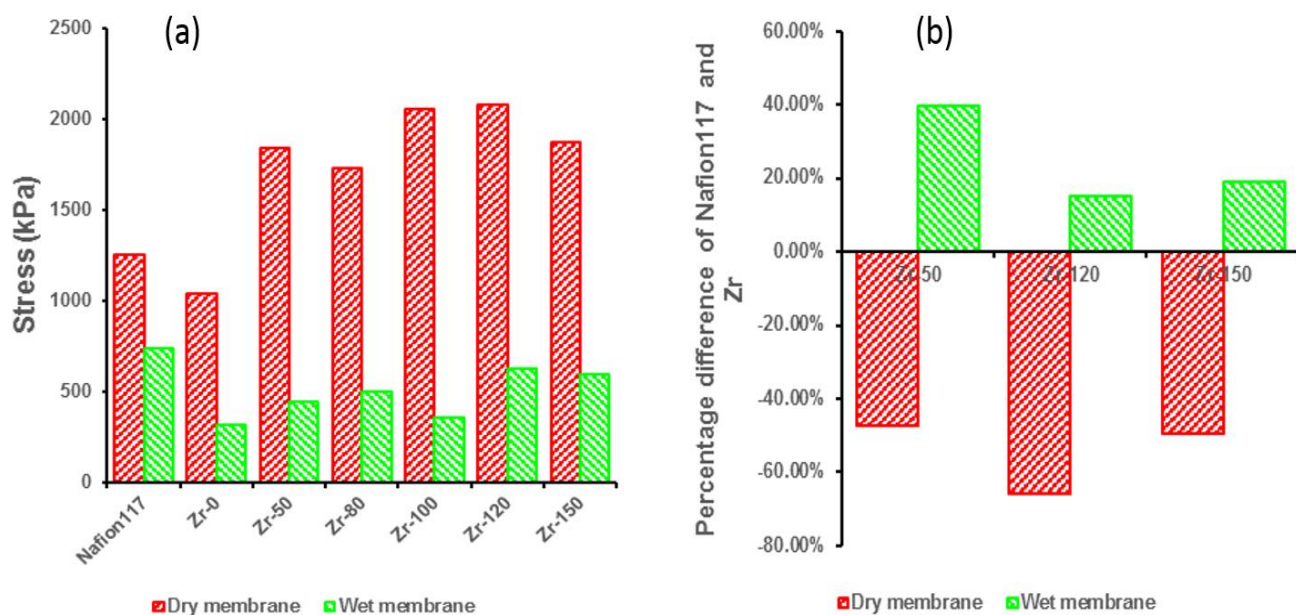 (a)
Stress (kPa)
2500
2000
1500
1000
500
0
Nafion117
Zr-0
Zr-50
Zr-80
Zr-100
Zr-120
Zr-150
Dry membrane Wet membrane
(b)
Percentage difference of Nafion117 and
Zr
60.00%
40.00%
20.00%
0.00%
-20.00%
-40.00%
-60.00%
-80.00%
Zr-50
Zr-120
Zr-150
Dry membrane Wet membrane